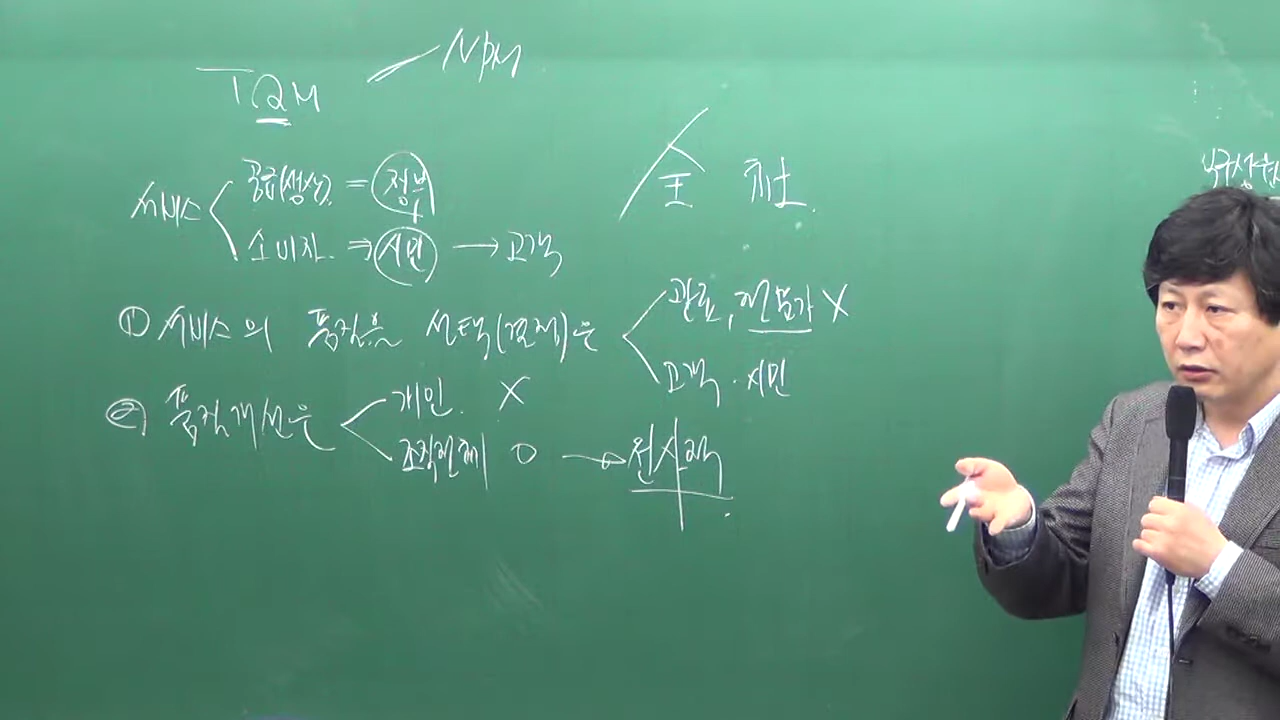 TQM NPM
서비스 공급(생산) = 정부
소비자 ⇒ 시민 → 고객
全 社
① 서비스의 품질은 선택(결정)은 관료, 전문가 X
고객·시민
② 품질개선은 개인 X
조직전체 O → 전사적